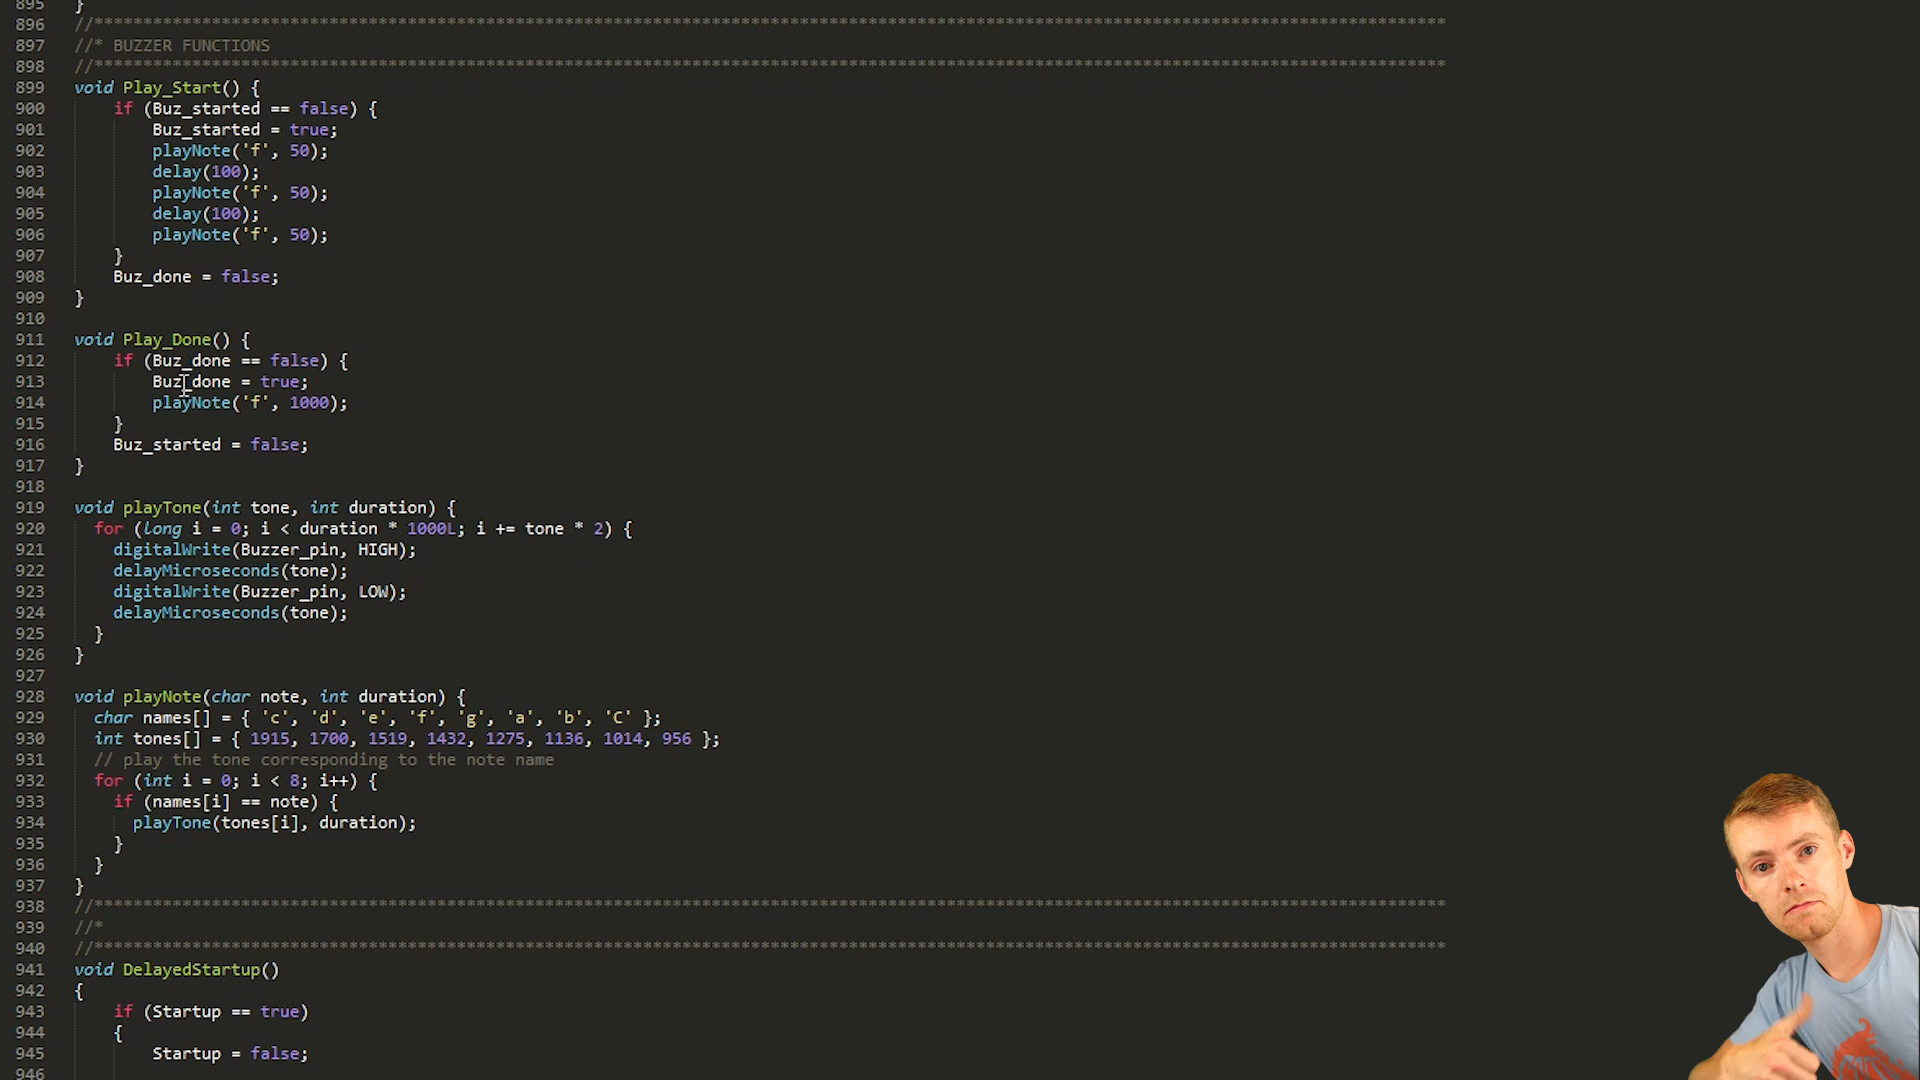 895 }
896 //******************************************************************************************************************************************
897 //* BUZZER FUNCTIONS
898 //******************************************************************************************************************************************
899 void Play_Start() {
900 if (Buz_started == false) {
901 Buz_started = true;
902 playNote('f', 50);
903 delay(100);
904 playNote('f', 50);
905 delay(100);
906 playNote('f', 50);
907 }
908 Buz_done = false;
909 }
910
911 void Play_Done() {
912 if (Buz_done == false) {
913 Buz_done = true;
914 playNote('f', 1000);
915 }
916 Buz_started = false;
917 }
918
919 void playTone(int tone, int duration) {
920 for (long i = 0; i < duration * 1000L; i += tone * 2) {
921 digitalWrite(Buzzer_pin, HIGH);
922 delayMicroseconds(tone);
923 digitalWrite(Buzzer_pin, LOW);
924 delayMicroseconds(tone);
925 }
926 }
927
928 void playNote(char note, int duration) {
929 char names[] = { 'c', 'd', 'e', 'f', 'g', 'a', 'b', 'C' };
930 int tones[] = { 1915, 1700, 1519, 1432, 1275, 1136, 1014, 956 };
931 // play the tone corresponding to the note name
932 for (int i = 0; i < 8; i++) {
933 if (names[i] == note) {
934 playTone(tones[i], duration);
935 }
936 }
937 }
938 //******************************************************************************************************************************************
939 //*
940 //******************************************************************************************************************************************
941 void DelayedStartup()
942 {
943 if (Startup == true)
944 {
945 Startup = false;
946